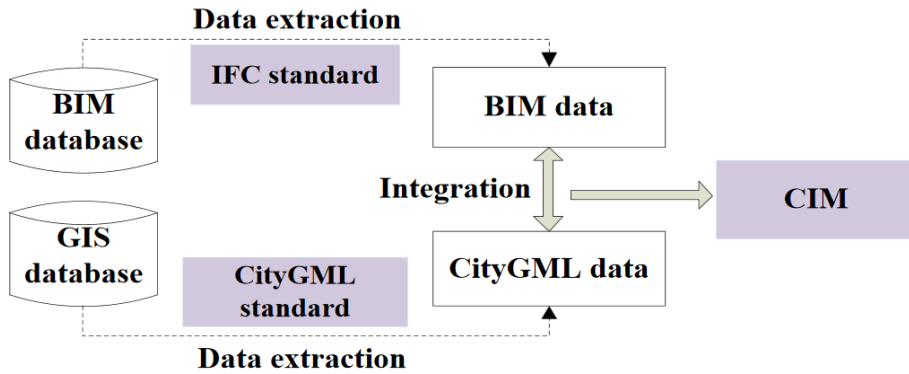 Data extraction
IFC standard
BIM
database
BIM data
Integration
CIM
GIS
database
CityGML
standard
CityGML data
Data extraction